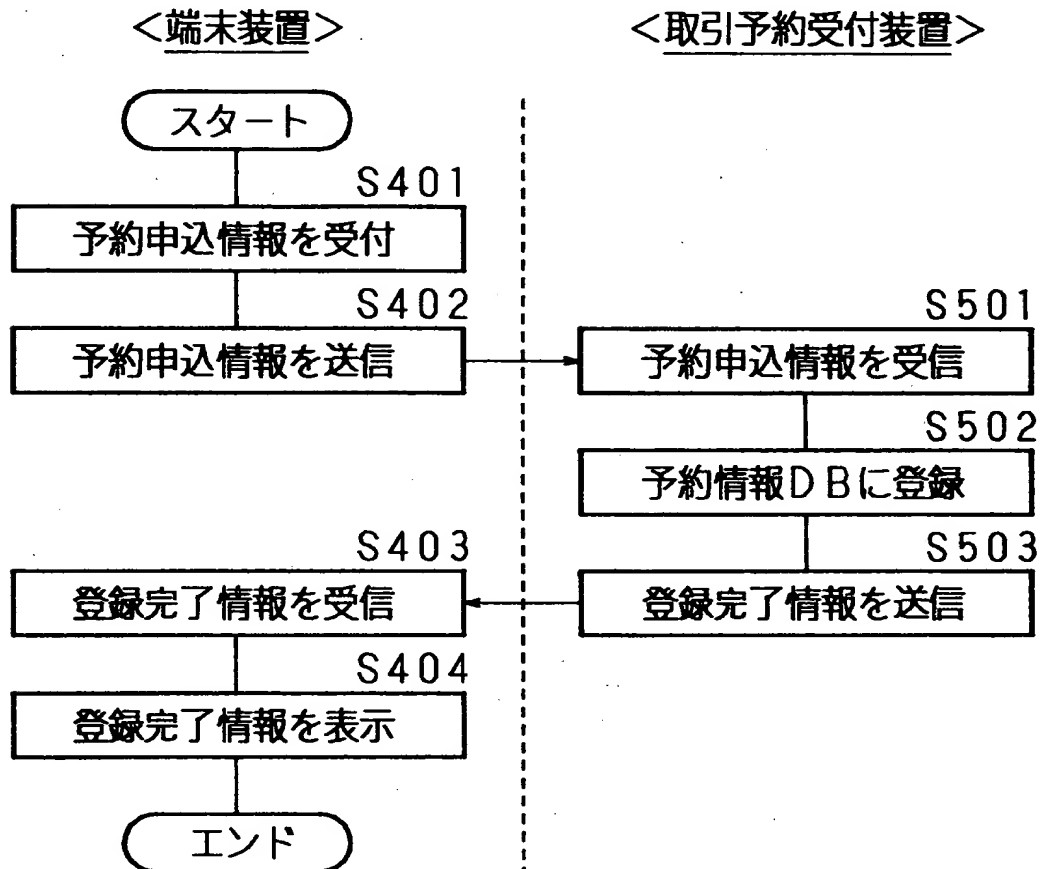 ＜端末装置＞
＜取引予約受付装置＞
スタート
S401
予約申込情報を受付
S402
予約申込情報を送信
S501
予約申込情報を受信
S502
予約情報ＤＢに登録
S503
登録完了情報を送信
S403
登録完了情報を受信
S404
登録完了情報を表示
エンド